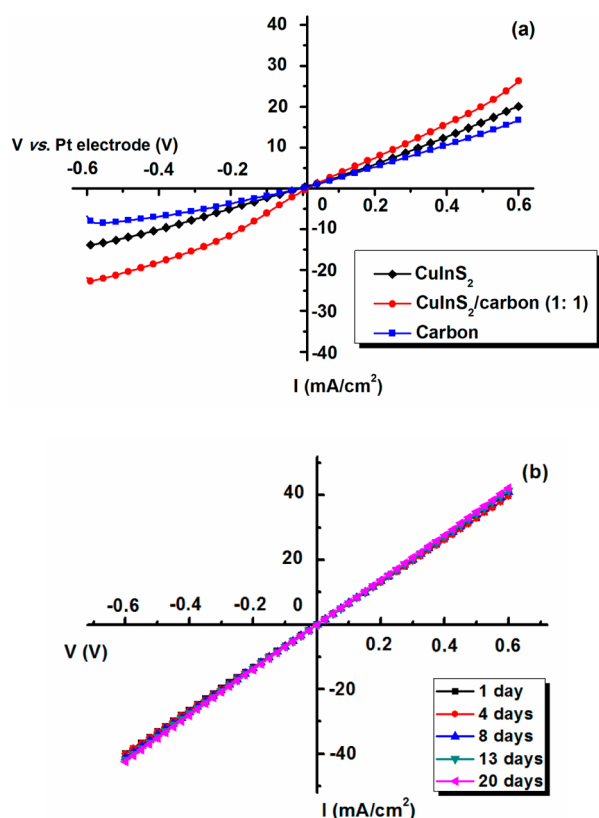 (a)
40
30
20
10
V vs. Pt electrode (V)
-0.6 -0.4 -0.2 0 0.2 0.4 0.6
-10
-20
-30
-40
CuInS₂
CuInS₂/carbon (1: 1)
Carbon
I (mA/cm²)
(b)
40
20
-0.6 -0.4 -0.2 0 0.2 0.4 0.6
V (V)
-20
-40
1 day
4 days
8 days
13 days
20 days
I (mA/cm²)